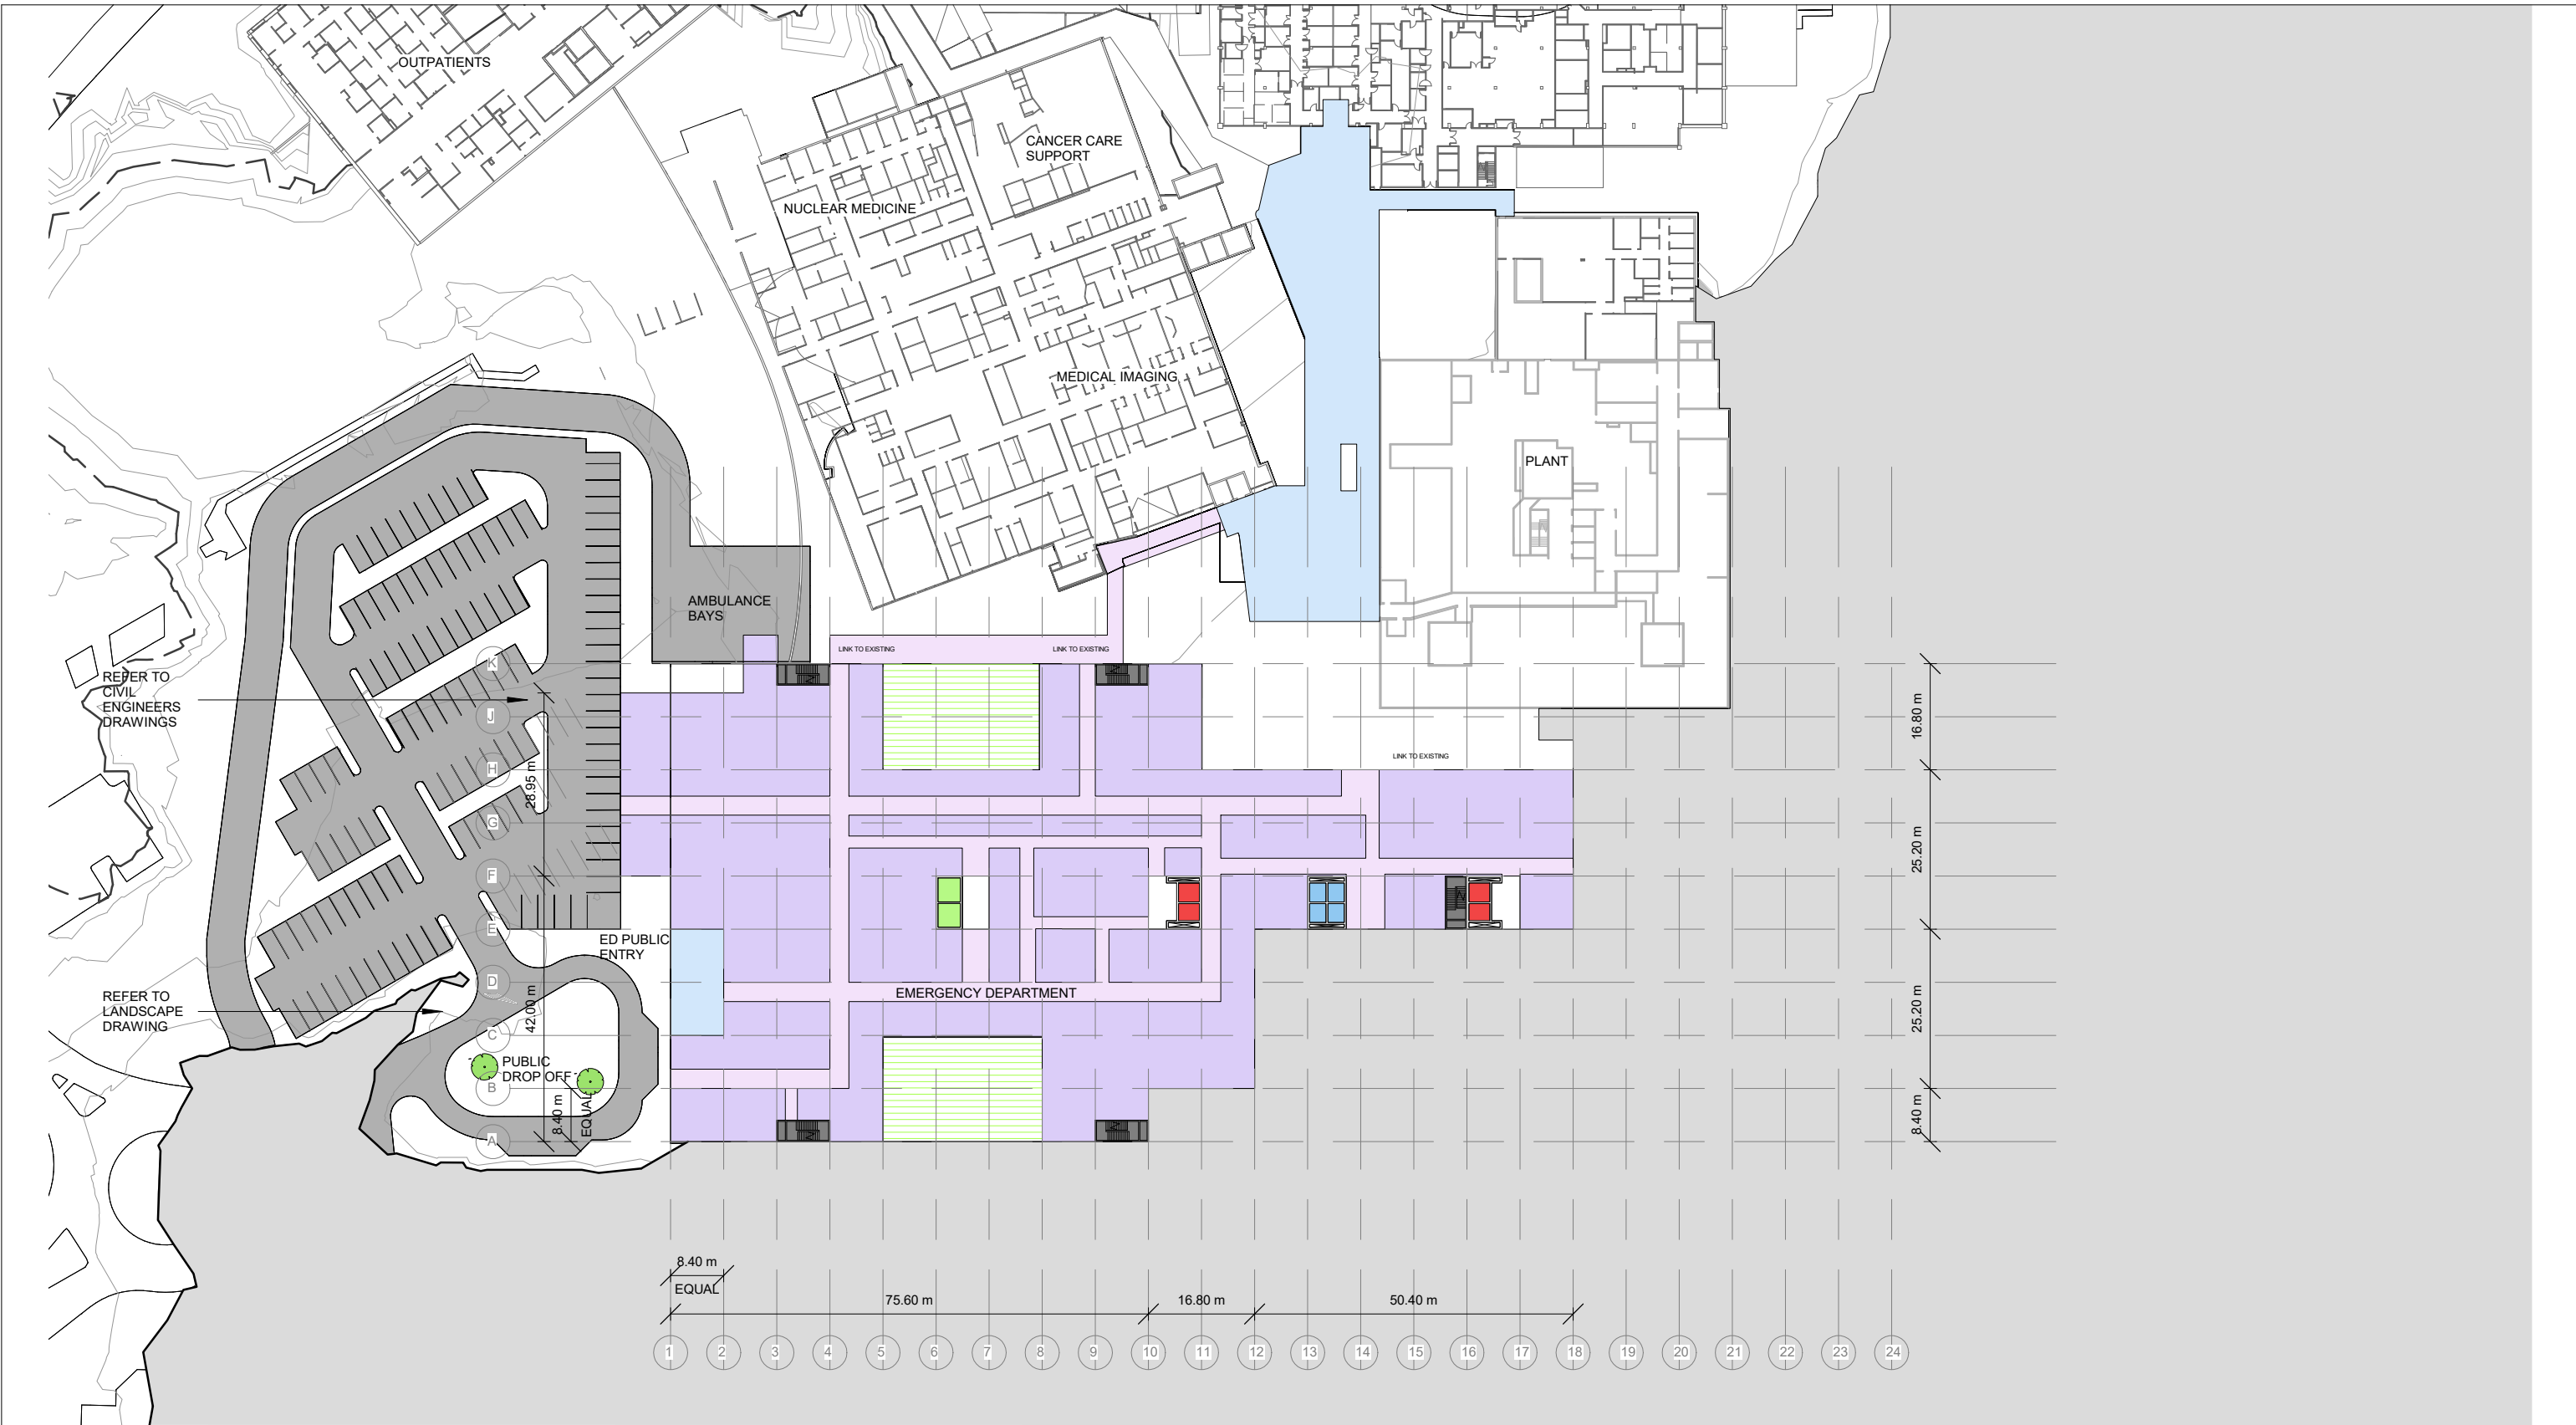 OUTPATIENTS
CANCER CARE
SUPPORT
NUCLEAR MEDICINE
MEDICAL IMAGING
PLANT
AMBULANCE
BAYS
LINK TO EXISTING
LINK TO EXISTING
K
REFER TO
CIVIL
ENGINEERS
DRAWINGS
J
16.80 m
LINK TO EXISTING
H
28.95 m
G
25.20 m
F
E
ED PUBLIC
ENTRY
D
EMERGENCY DEPARTMENT
REFER TO
LANDSCAPE
DRAWING
42.00 m
25.20 m
C
PUBLIC
DROP OFF
B
8.40 m
EQUAL
8.40 m
A
8.40 m
EQUAL
75.60 m
16.80 m
50.40 m
1
2
3
4
5
6
7
8
9
10
11
12
13
14
15
16
17
18
19
20
21
22
23
24